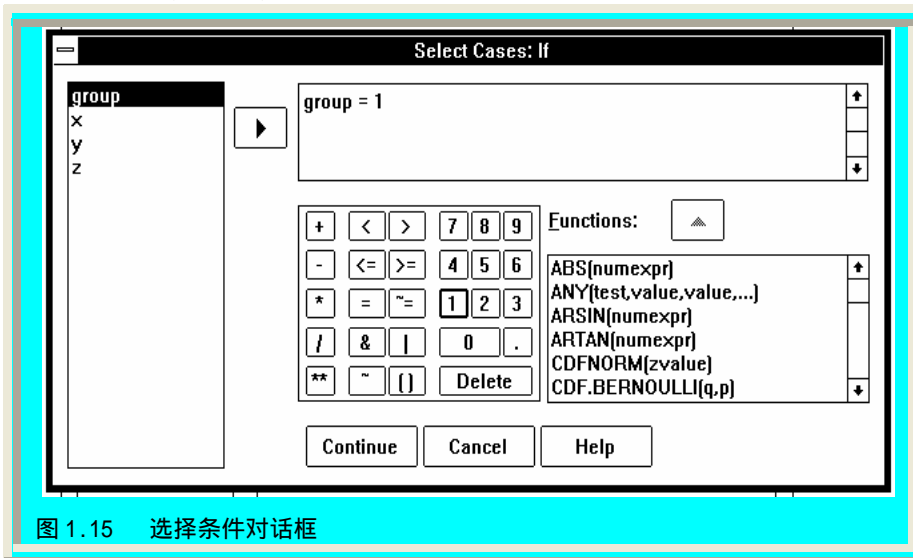 Select Cases: If
group
x
y
z
group = 1
+ < > 7 8 9
- <= >= 4 5 6
* = ~= 1 2 3
/ & | 0 .
** ~ () Delete
Functions:
ABS(numexpr)
ANY(test,value,value,...)
ARSIN(numexpr)
ARTAN(numexpr)
CDFNORM(zvalue)
CDF.BERNOULLI(q,p)
Continue Cancel Help
图 1.15 选择条件对话框